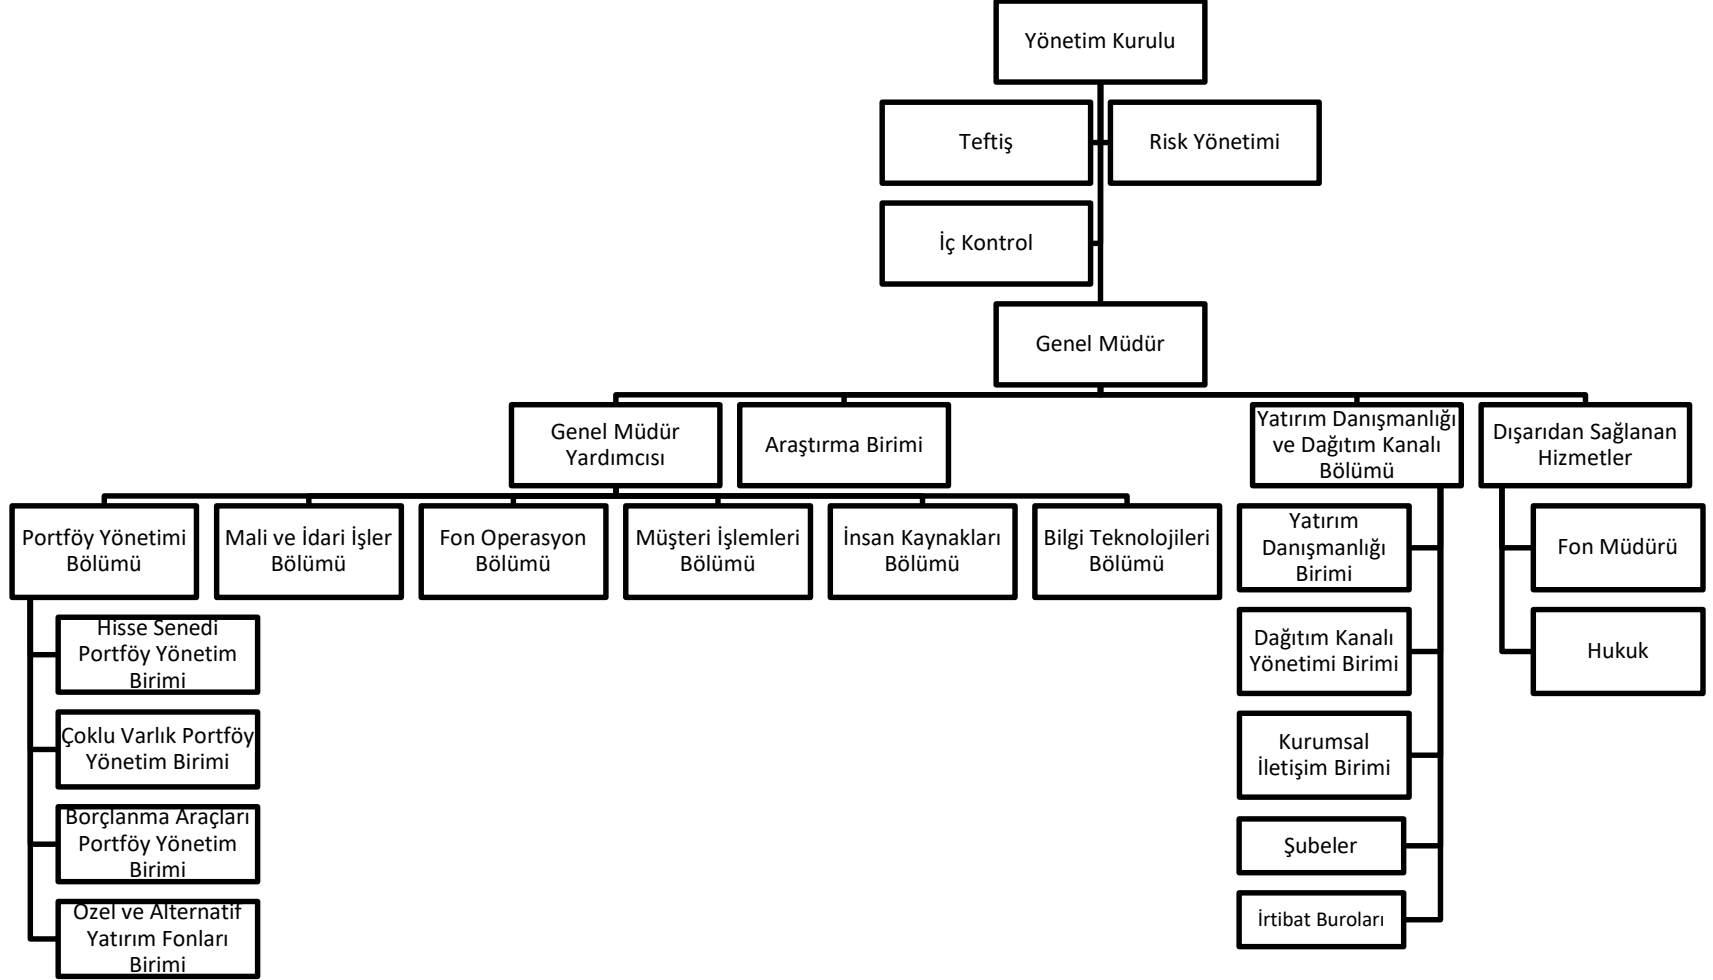 Yönetim Kurulu
Teftiş
Risk Yönetimi
İç Kontrol
Genel Müdür
Genel Müdür
Yardımcısı
Araştırma Birimi
Yatırım Danışmanlığı
ve Dağıtım Kanalı
Bölümü
Dışarıdan Sağlanan
Hizmetler
Portföy Yönetimi
Bölümü
Mali ve İdari İşler
Bölümü
Fon Operasyon
Bölümü
Müşteri İşlemleri
Bölümü
İnsan Kaynakları
Bölümü
Bilgi Teknolojileri
Bölümü
Hisse Senedi
Portföy Yönetim
Birimi
Çoklu Varlık Portföy
Yönetim Birimi
Borçlanma Araçları
Portföy Yönetim
Birimi
Özel ve Alternatif
Yatırım Fonları
Birimi
Yatırım
Danışmanlığı
Birimi
Dağıtım Kanalı
Yönetimi Birimi
Kurumsal
İletişim Birimi
Şubeler
İrtibat Buroları
Fon Müdürü
Hukuk